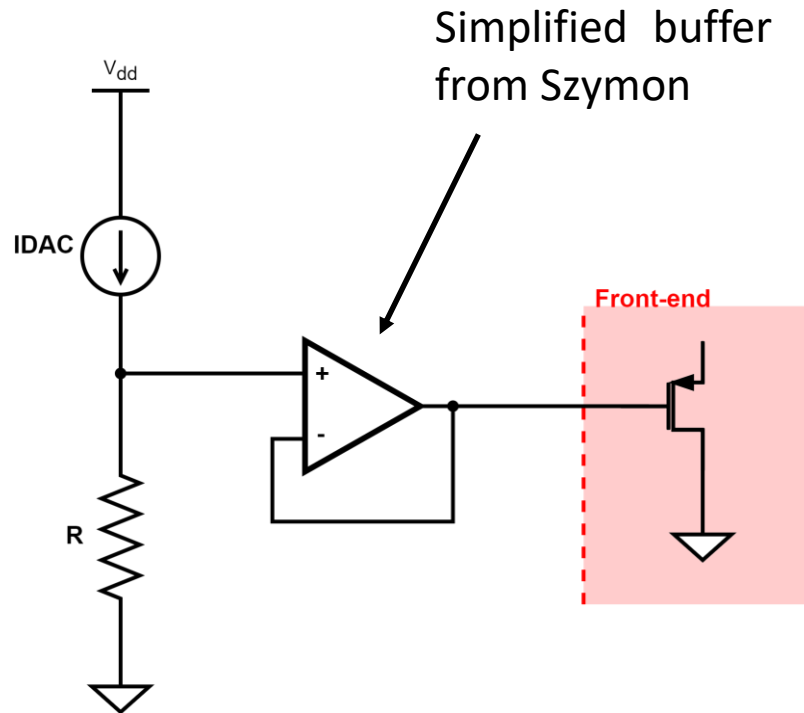 Simplified buffer
from Szymon
Vdd
IDAC
Front-end
+
-
R